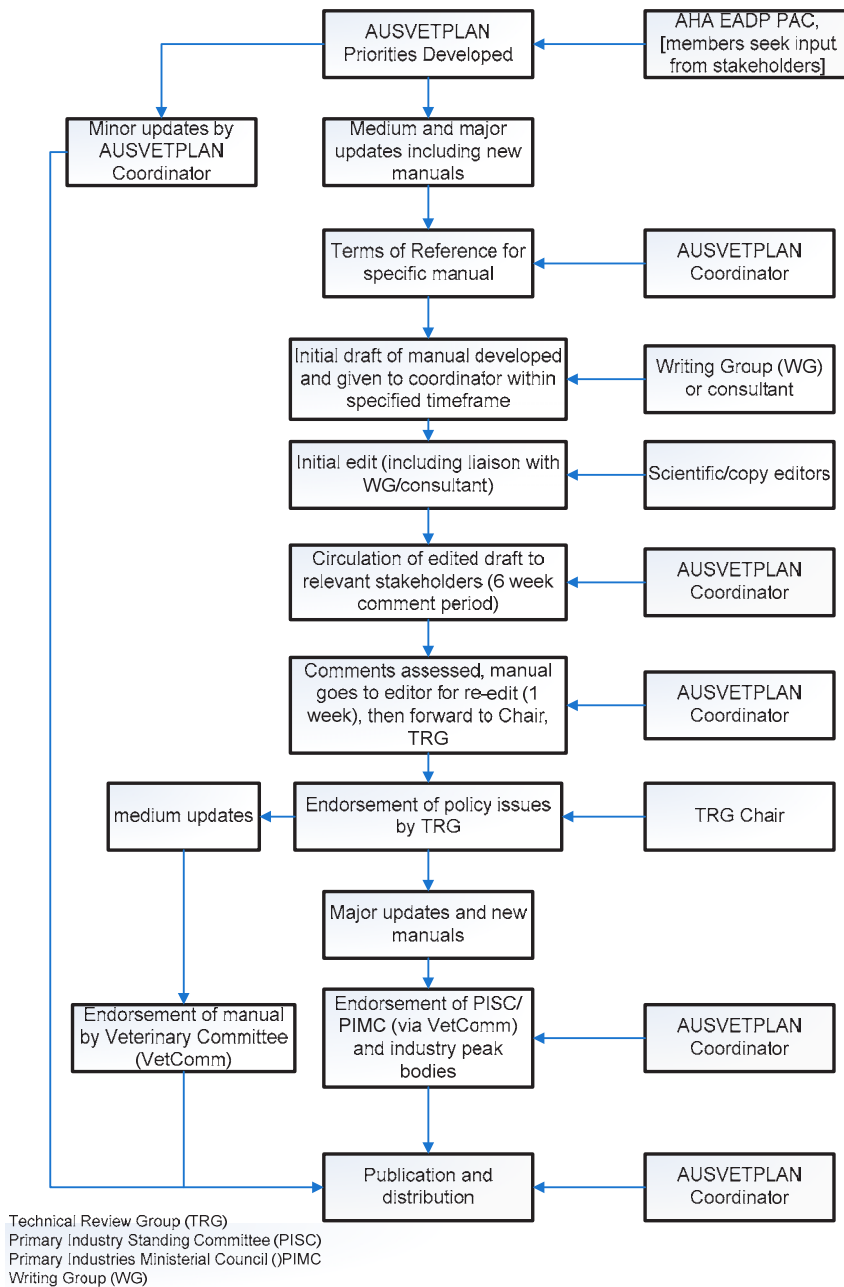 AUSVETPLAN
Priorities Developed
AHA EADP PAC,
[members seek input
from stakeholders]
Minor updates by
AUSVETPLAN
Coordinator
Medium and major
updates including new
manuals
Terms of Reference for
specific manual
AUSVETPLAN
Coordinator
Initial draft of manual developed
and given to coordinator within
specified timeframe
Writing Group (WG)
or consultant
Initial edit (including liaison with
WG/consultant)
Scientific/copy editors
Circulation of edited draft to
relevant stakeholders (6 week
comment period)
AUSVETPLAN
Coordinator
Comments assessed, manual
goes to editor for re-edit (1
week), then forward to Chair,
TRG
AUSVETPLAN
Coordinator
medium updates
Endorsement of policy issues
by TRG
TRG Chair
Major updates and new
manuals
Endorsement of manual
by Veterinary Committee
(VetComm)
Endorsement of PISC/
PIMC (via VetComm)
and industry peak
bodies
AUSVETPLAN
Coordinator
Publication and
distribution
AUSVETPLAN
Coordinator
Technical Review Group (TRG)
Primary Industry Standing Committee (PISC)
Primary Industries Ministerial Council ()PIMC
Writing Group (WG)